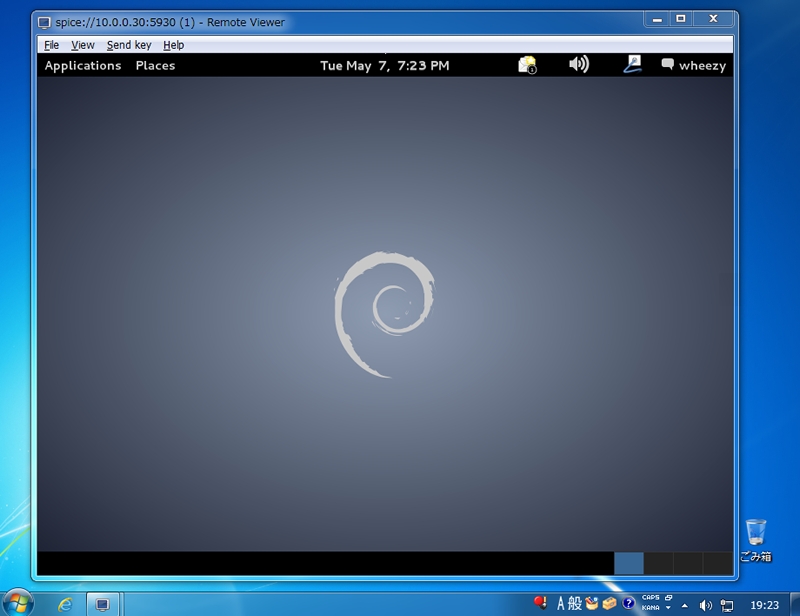 spice://10.0.0.30:5930 (1) - Remote Viewer
File View Send key Help
Applications Places Tue May 7, 7:23 PM wheezy
ごみ箱
A 般 CAPS
KANA
19:23